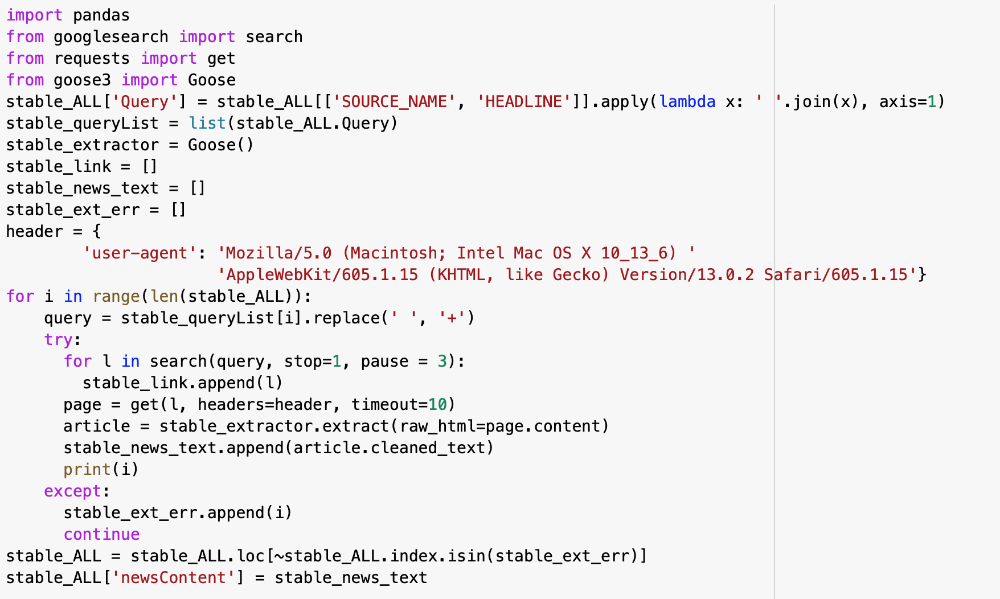 import pandas
from googlesearch import search
from requests import get
from goose3 import Goose
stable_ALL['Query'] = stable_ALL[['SOURCE_NAME', 'HEADLINE']].apply(lambda x: ' '.join(x), axis=1)
stable_queryList = list(stable_ALL.Query)
stable_extractor = Goose()
stable_link = []
stable_news_text = []
stable_ext_err = []
header = {
        'user-agent': 'Mozilla/5.0 (Macintosh; Intel Mac OS X 10_13_6) '
                      'AppleWebKit/605.1.15 (KHTML, like Gecko) Version/13.0.2 Safari/605.1.15'}
for i in range(len(stable_ALL)):
    query = stable_queryList[i].replace(' ', '+')
    try:
      for l in search(query, stop=1, pause = 3):
        stable_link.append(l)
      page = get(l, headers=header, timeout=10)
      article = stable_extractor.extract(raw_html=page.content)
      stable_news_text.append(article.cleaned_text)
      print(i)
    except:
      stable_ext_err.append(i)
      continue
stable_ALL = stable_ALL.loc[~stable_ALL.index.isin(stable_ext_err)]
stable_ALL['newsContent'] = stable_news_text